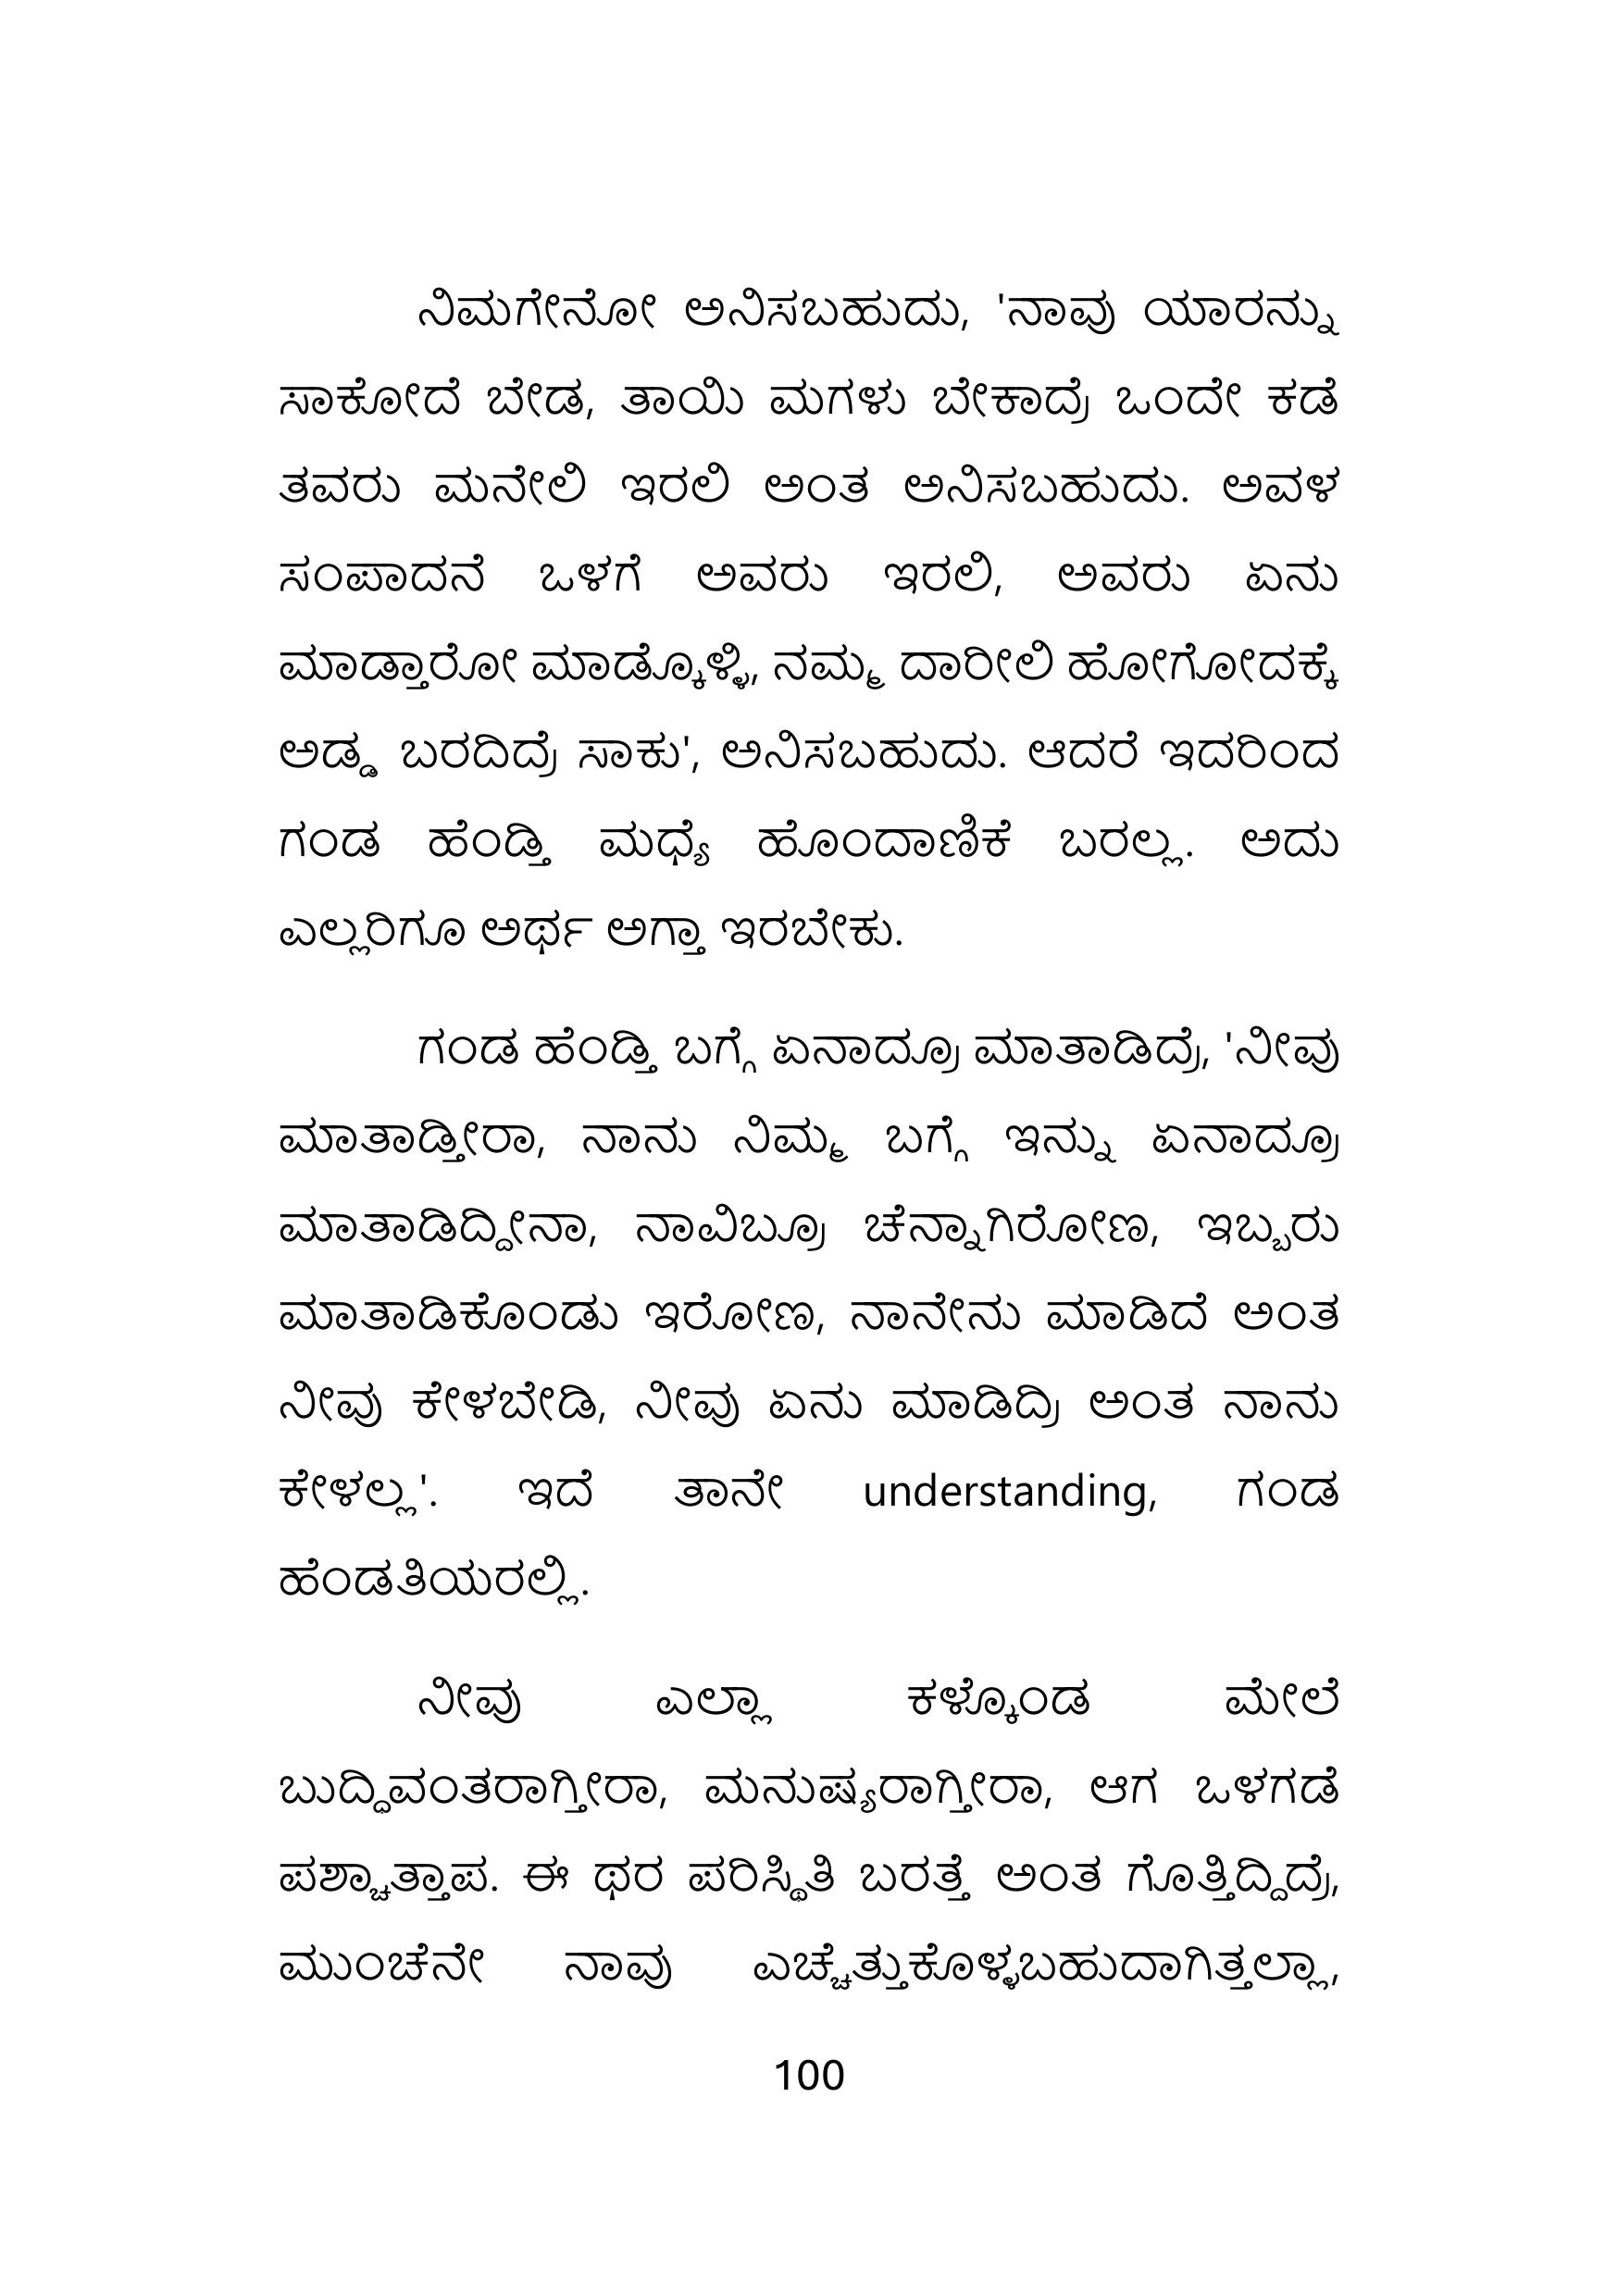 ನಿಮಗೇನೋ ಅನಿಸಬಹುದು, 'ನಾವು ಯಾರನ್ನು
ಸಾಕೋದೆ ಬೇಡ, ತಾಯಿ ಮಗಳು ಬೇಕಾದ್ರೆ ಒಂದೇ ಕಡೆ
ತವರು ಮನೇಲಿ ಇರಲಿ ಅಂತ ಅನಿಸಬಹುದು. ಅವಳ
ಸಂಪಾದನೆ ಒಳಗೆ ಅವರು ಇರಲಿ, ಅವರು ಏನು
ಮಾಡ್ತಾರೋ ಮಾಡ್ಕೊಳ್ಳಿ, ನಮ್ಮ ದಾರೀಲಿ ಹೋಗೋದಕ್ಕೆ
ಅಡ್ಡ ಬರದಿದ್ರೆ ಸಾಕು', ಅನಿಸಬಹುದು. ಆದರೆ ಇದರಿಂದ
ಗಂಡ ಹೆಂಡ್ತಿ ಮಧ್ಯೆ ಹೊಂದಾಣಿಕೆ ಬರಲ್ಲ. ಅದು
ಎಲ್ಲರಿಗೂ ಅರ್ಥ ಅಗ್ತಾ ಇರಬೇಕು.
ಗಂಡ ಹೆಂಡ್ತಿ ಬಗ್ಗೆ ಏನಾದ್ರೂ ಮಾತಾಡಿದ್ರೆ, 'ನೀವು
ಮಾತಾಡ್ತೀರಾ, ನಾನು ನಿಮ್ಮ ಬಗ್ಗೆ ಇನ್ನು ಏನಾದ್ರೂ
ಮಾತಾಡಿದ್ದೀನಾ, ನಾವಿಬ್ರೂ ಚೆನ್ನಾಗಿರೋಣ, ಇಬ್ಬರು
ಮಾತಾಡಿಕೊಂಡು ಇರೋಣ, ನಾನೇನು ಮಾಡಿದೆ ಅಂತ
ನೀವು ಕೇಳಬೇಡಿ, ನೀವು ಏನು ಮಾಡಿದ್ರಿ ಅಂತ ನಾನು
ಕೇಳಲ್ಲ'. ಇದೆ ತಾನೇ understanding, ಗಂಡ
ಹೆಂಡತಿಯರಲ್ಲಿ.
ನೀವು ಎಲ್ಲಾ ಕಳ್ಕೊಂಡ ಮೇಲೆ
ಬುದ್ಧಿವಂತರಾಗ್ತೀರಾ, ಮನುಷ್ಯರಾಗ್ತೀರಾ, ಆಗ ಒಳಗಡೆ
ಪಶ್ಚಾತ್ತಾಪ. ಈ ಥರ ಪರಿಸ್ಥಿತಿ ಬರತ್ತೆ ಅಂತ ಗೊತ್ತಿದ್ದಿದ್ರೆ,
ಮುಂಚೆನೇ ನಾವು ಎಚ್ಚೆತ್ತುಕೊಳ್ಳಬಹುದಾಗಿತ್ತಲ್ಲಾ,
100